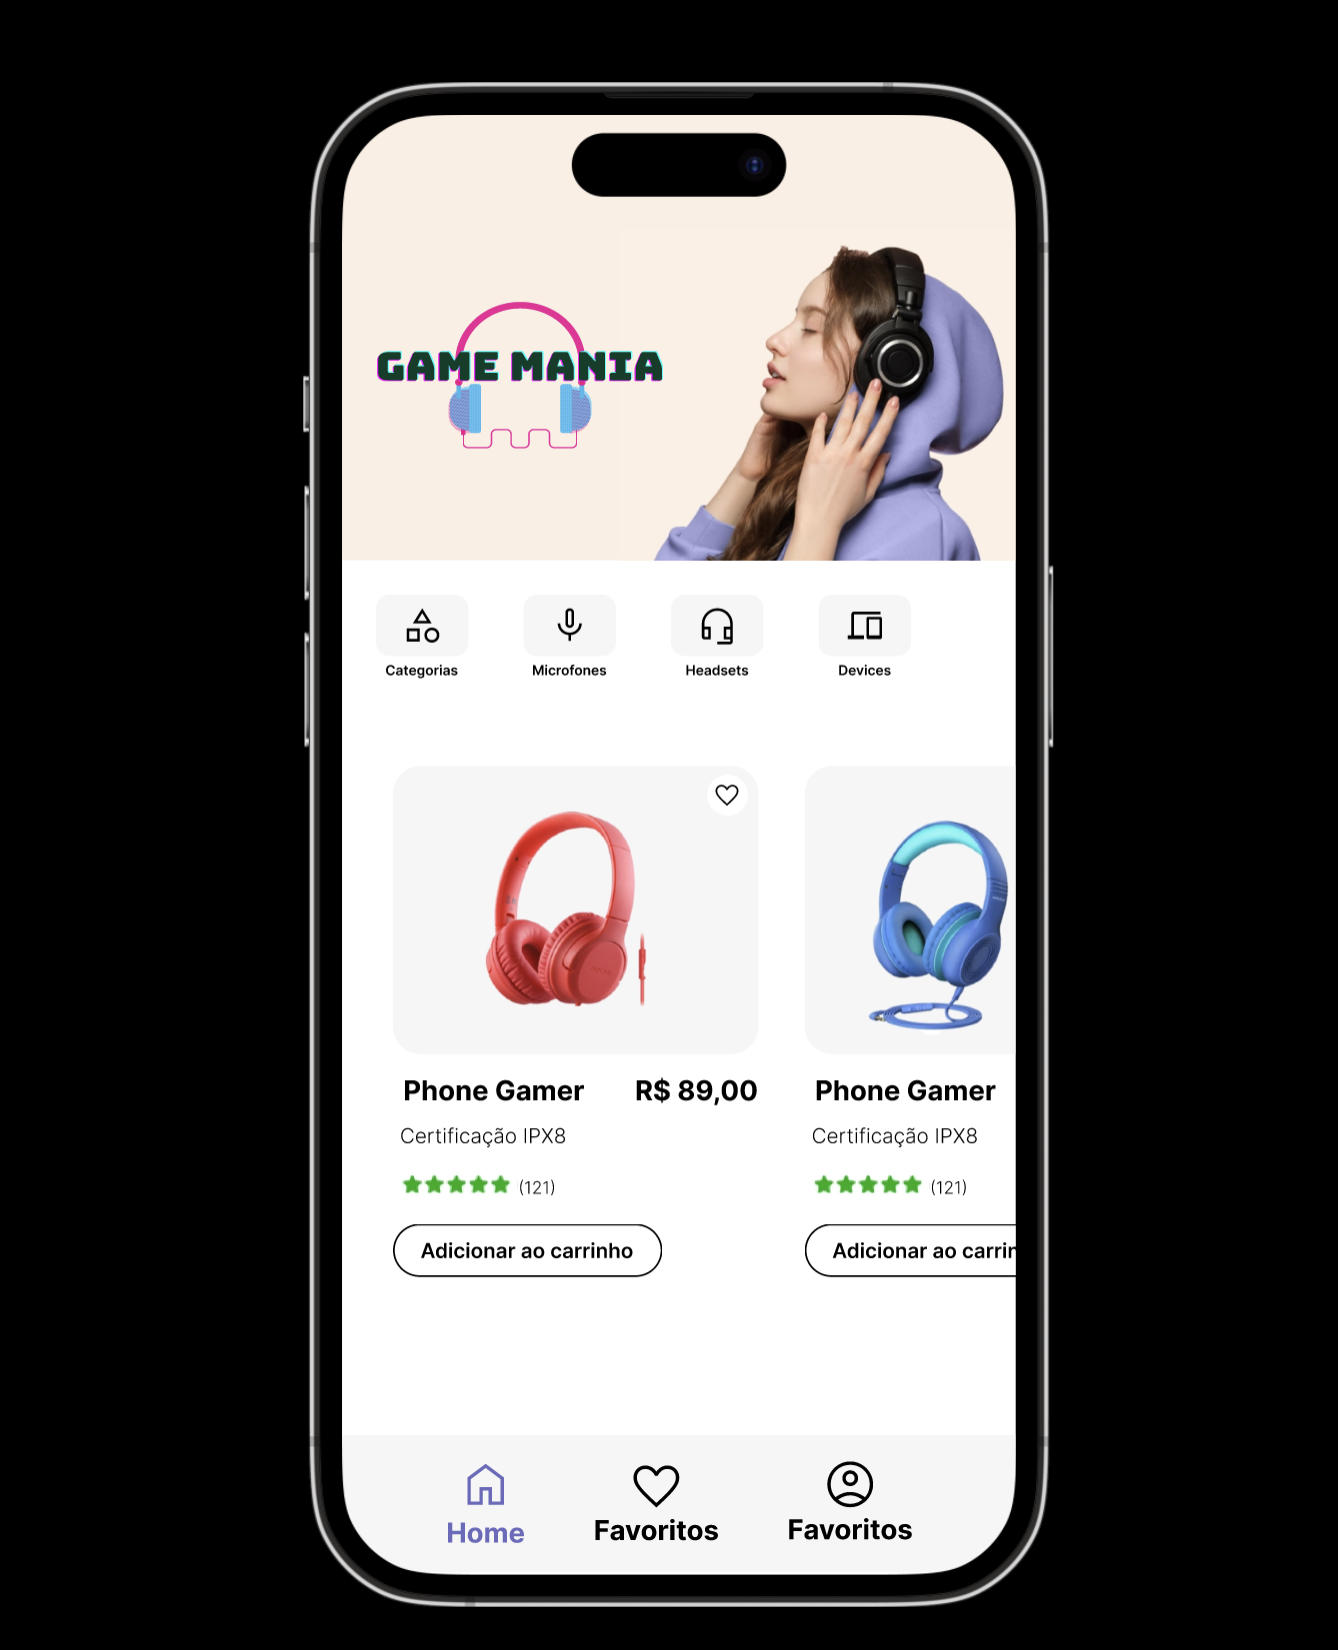 GAME MANIA
Categorias
Microfones
Headsets
Devices
Phone Gamer R$ 89,00
Certificação IPX8
(121)
Adicionar ao carrinho
Phone Gamer
Certificação IPX8
(121)
Adicionar ao carrin
Home
Favoritos
Favoritos